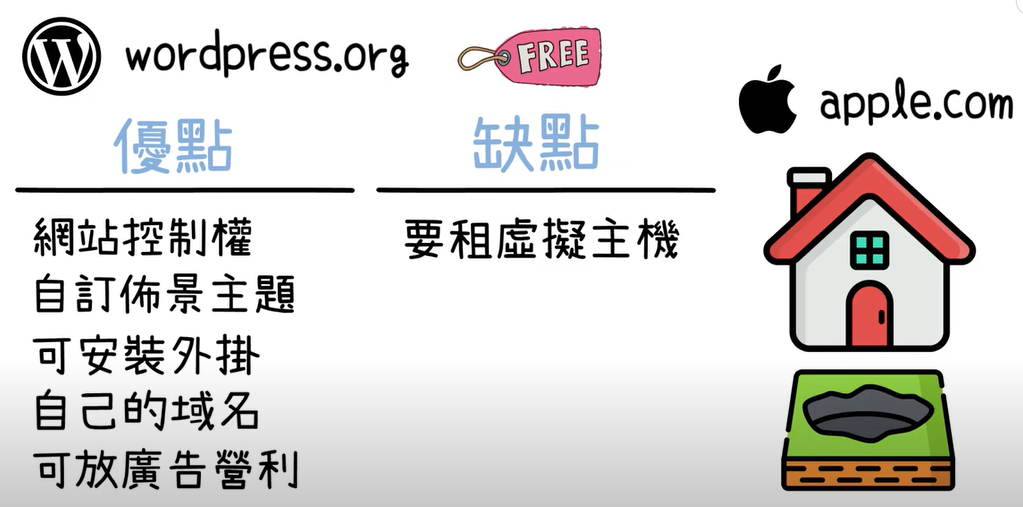 wordpress.org
FREE
優點
缺點
apple.com
網站控制權
要租虛擬主機
自訂佈景主題
可安裝外掛
自己的域名
可放廣告營利